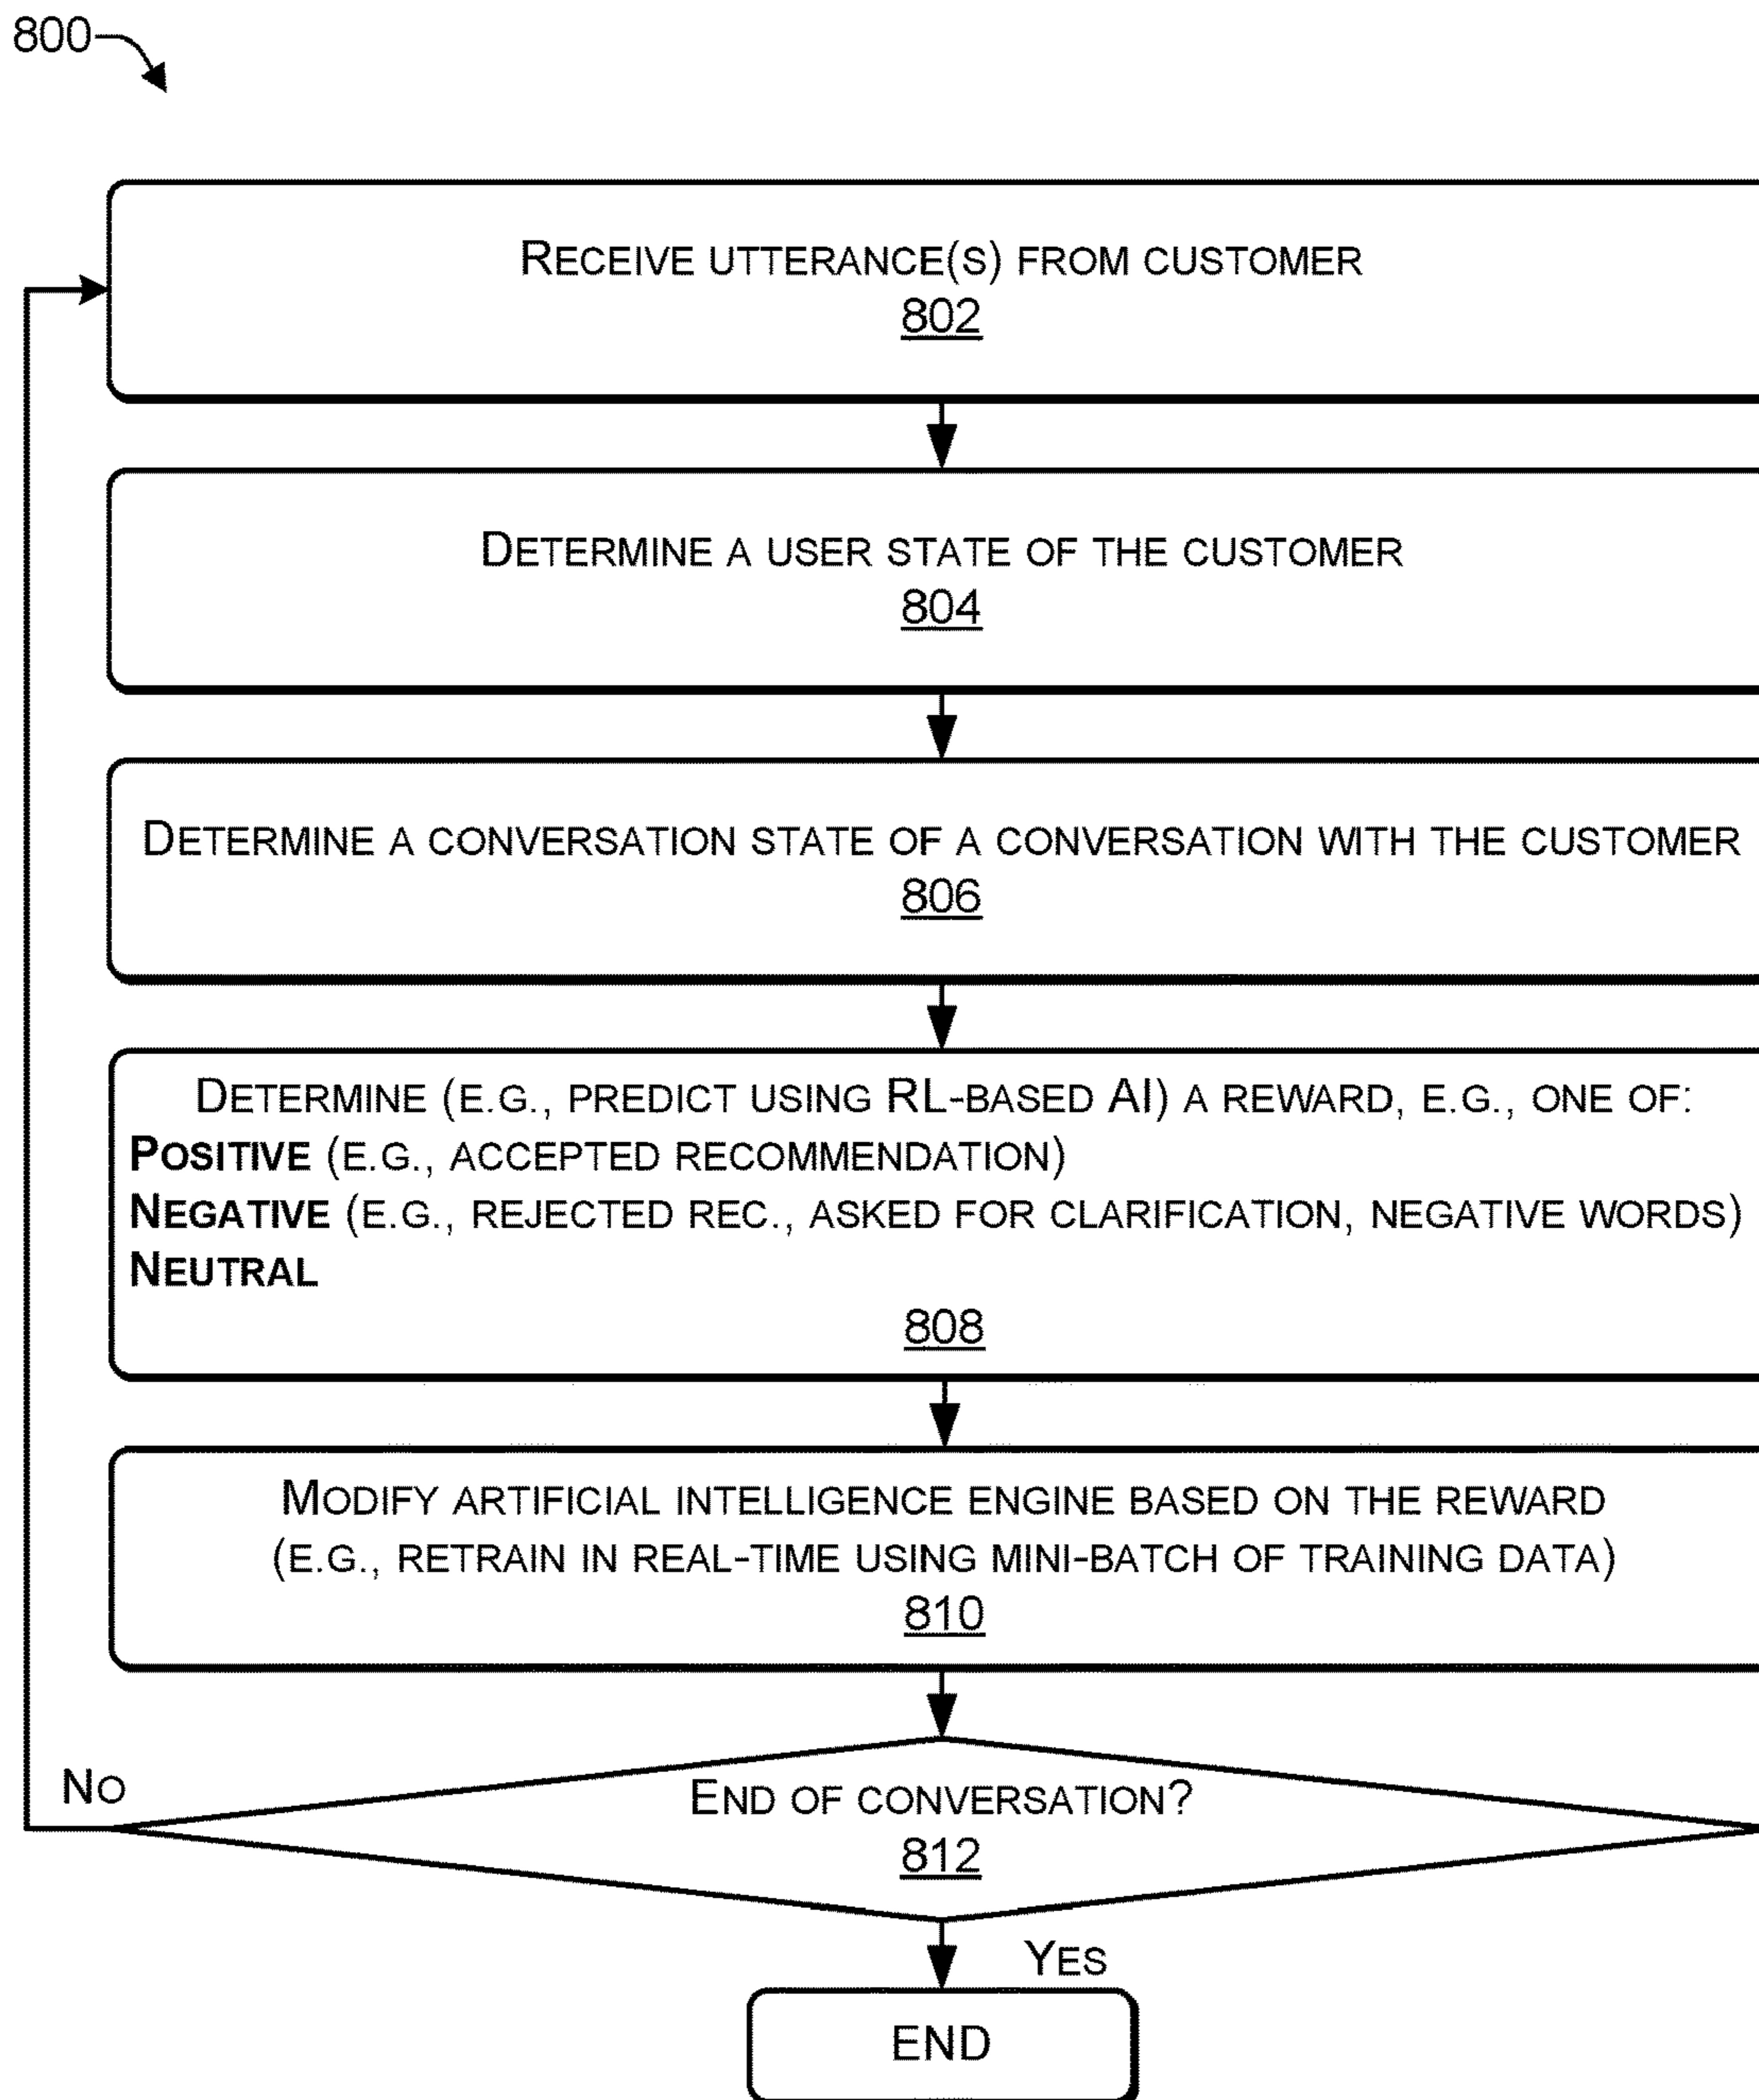 800
RECEIVE UTTERANCE(S) FROM CUSTOMER
802
DETERMINE A USER STATE OF THE CUSTOMER
804
DETERMINE A CONVERSATION STATE OF A CONVERSATION WITH THE CUSTOMER
806
DETERMINE (E.G., PREDICT USING RL-BASED AI) A REWARD, E.G., ONE OF:
POSITIVE (E.G., ACCEPTED RECOMMENDATION)
NEGATIVE (E.G., REJECTED REC., ASKED FOR CLARIFICATION, NEGATIVE WORDS)
NEUTRAL
808
MODIFY ARTIFICIAL INTELLIGENCE ENGINE BASED ON THE REWARD
(E.G., RETRAIN IN REAL-TIME USING MINI-BATCH OF TRAINING DATA)
810
NO
END OF CONVERSATION?
812
YES
END